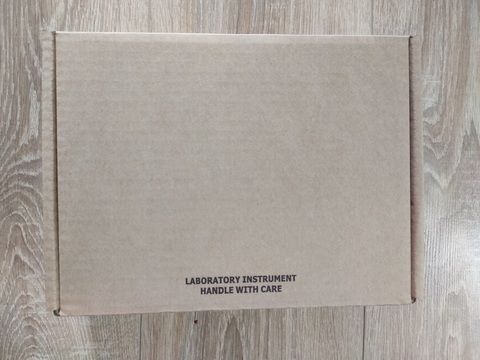 LABORATORY INSTRUMENT
HANDLE WITH CARE